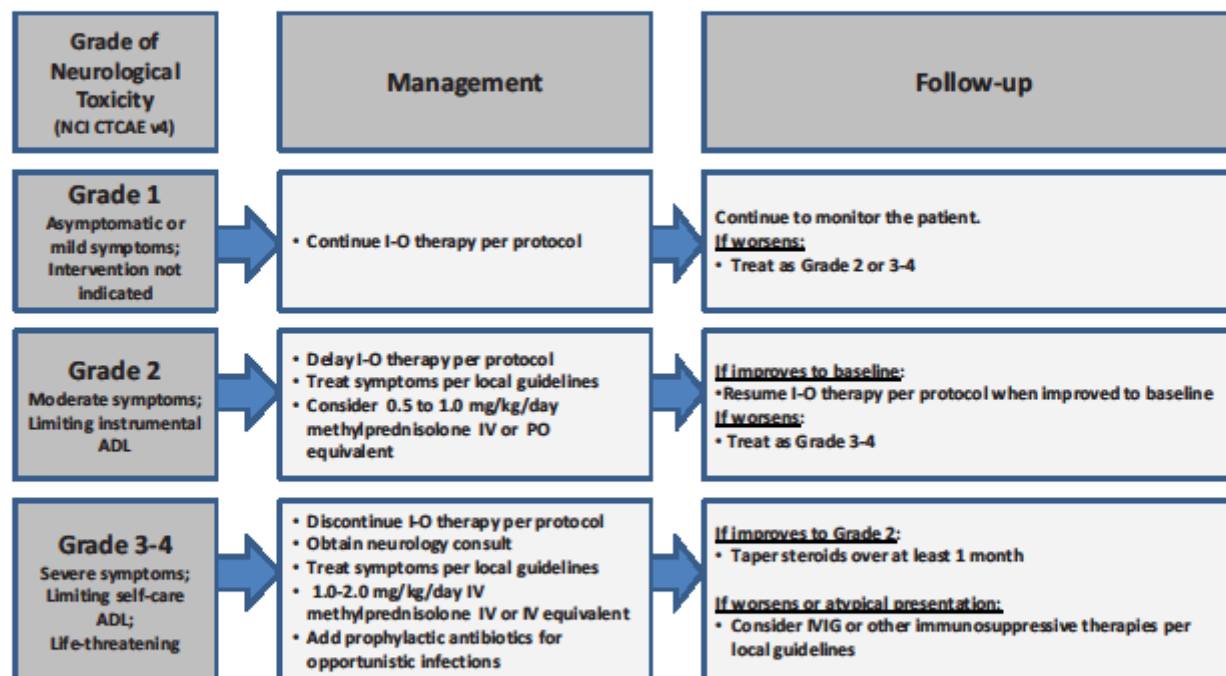 Grade of
Neurological
Toxicity
(NCI CTCAE v4)
Management
Follow-up
Grade 1
Asymptomatic or
mild symptoms;
Intervention not
indicated
• Continue I-O therapy per protocol
Continue to monitor the patient.
If worsens:
• Treat as Grade 2 or 3-4
Grade 2
Moderate symptoms;
Limiting instrumental
ADL
• Delay I-O therapy per protocol
• Treat symptoms per local guidelines
• Consider 0.5 to 1.0 mg/kg/day
methylprednisolone IV or PO
equivalent
If improves to baseline:
•Resume I-O therapy per protocol when improved to baseline
If worsens:
• Treat as Grade 3-4
Grade 3-4
Severe symptoms;
Limiting self-care
ADL;
Life-threatening
• Discontinue I-O therapy per protocol
• Obtain neurology consult
• Treat symptoms per local guidelines
• 1.0-2.0 mg/kg/day IV
methylprednisolone IV or IV equivalent
• Add prophylactic antibiotics for
opportunistic infections
If improves to Grade 2:
• Taper steroids over at least 1 month
If worsens or atypical presentation:
• Consider IVIG or other immunosuppressive therapies per
local guidelines